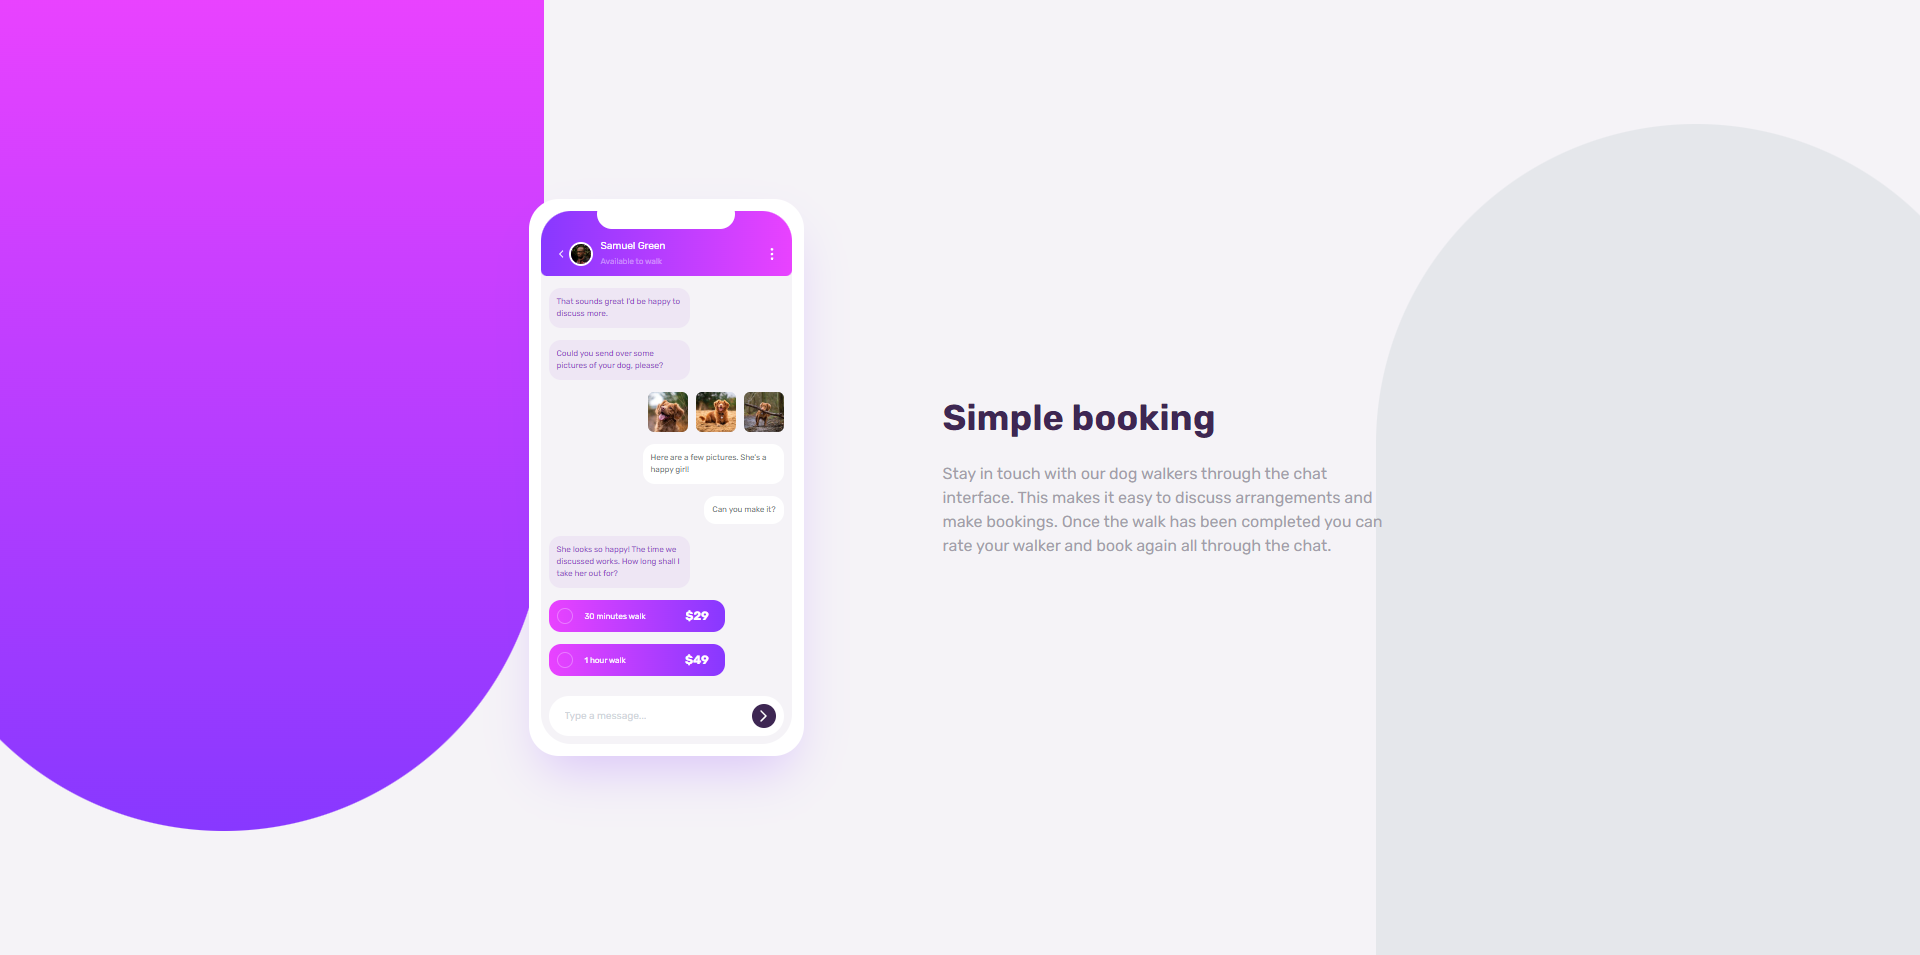 Samuel Green
Available to walk
That sounds great I'd be happy to
discuss more.
Could you send over some
pictures of your dog, please?
Here are a few pictures. She's a
happy girl!
Can you make it?
She looks so happy! The time we
discussed works. How long shall I
take her out for?
30 minutes walk $29
1 hour walk $49
Type a message...
Simple booking
Stay in touch with our dog walkers through the chat
interface. This makes it easy to discuss arrangements and
make bookings. Once the walk has been completed you can
rate your walker and book again all through the chat.